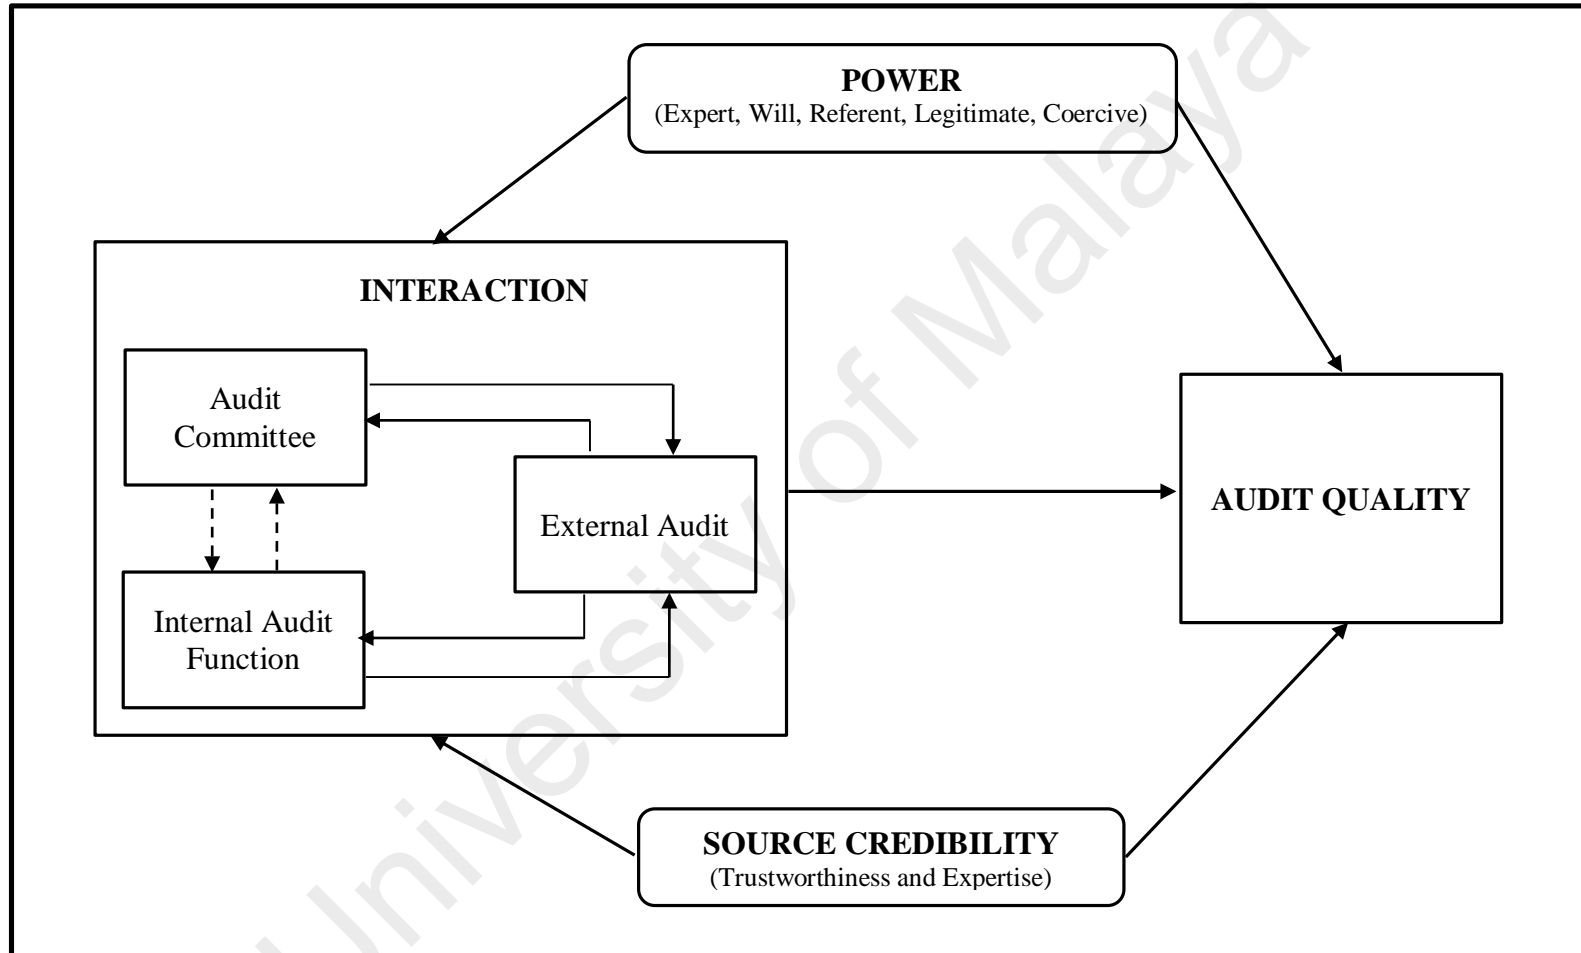 POWER
(Expert, Will, Referent, Legitimate, Coercive)
INTERACTION
Audit
Committee
External Audit
Internal Audit
Function
AUDIT QUALITY
SOURCE CREDIBILITY
(Trustworthiness and Expertise)
University of Malaya